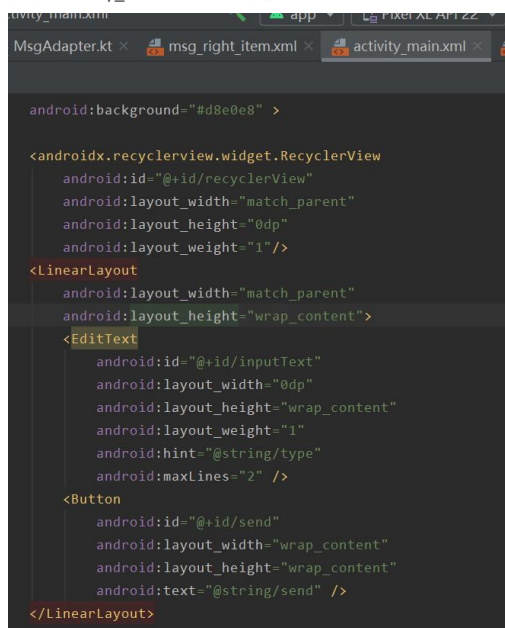 app
Pixel XL API 22
MsgAdapter.kt × msg_right_item.xml × activity_main.xml ×
android:background="#d8e0e8" >
<androidx.recyclerview.widget.RecyclerView
android:id="@+id/recyclerView"
android:layout_width="match_parent"
android:layout_height="0dp"
android:layout_weight="1"/>
<LinearLayout
android:layout_width="match_parent"
android:layout_height="wrap_content">
<EditText
android:id="@+id/inputText"
android:layout_width="0dp"
android:layout_height="wrap_content"
android:layout_weight="1"
android:hint="@string/type"
android:maxLines="2" />
<Button
android:id="@+id/send"
android:layout_width="wrap_content"
android:layout_height="wrap_content"
android:text="@string/send" />
</LinearLayout>